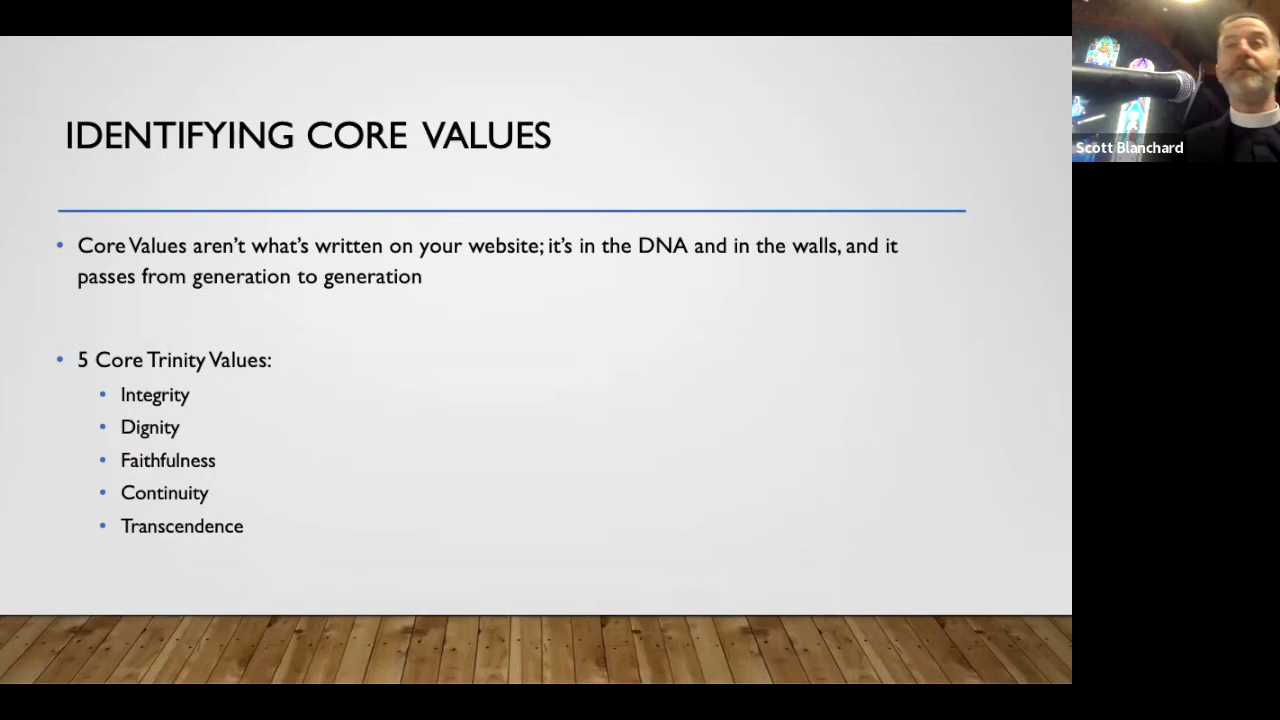 IDENTIFYING CORE VALUES
Core Values aren't what's written on your website; it's in the DNA and in the walls, and it
passes from generation to generation
5 Core Trinity Values:
Integrity
Dignity
Faithfulness
Continuity
Transcendence
Scott Blanchard